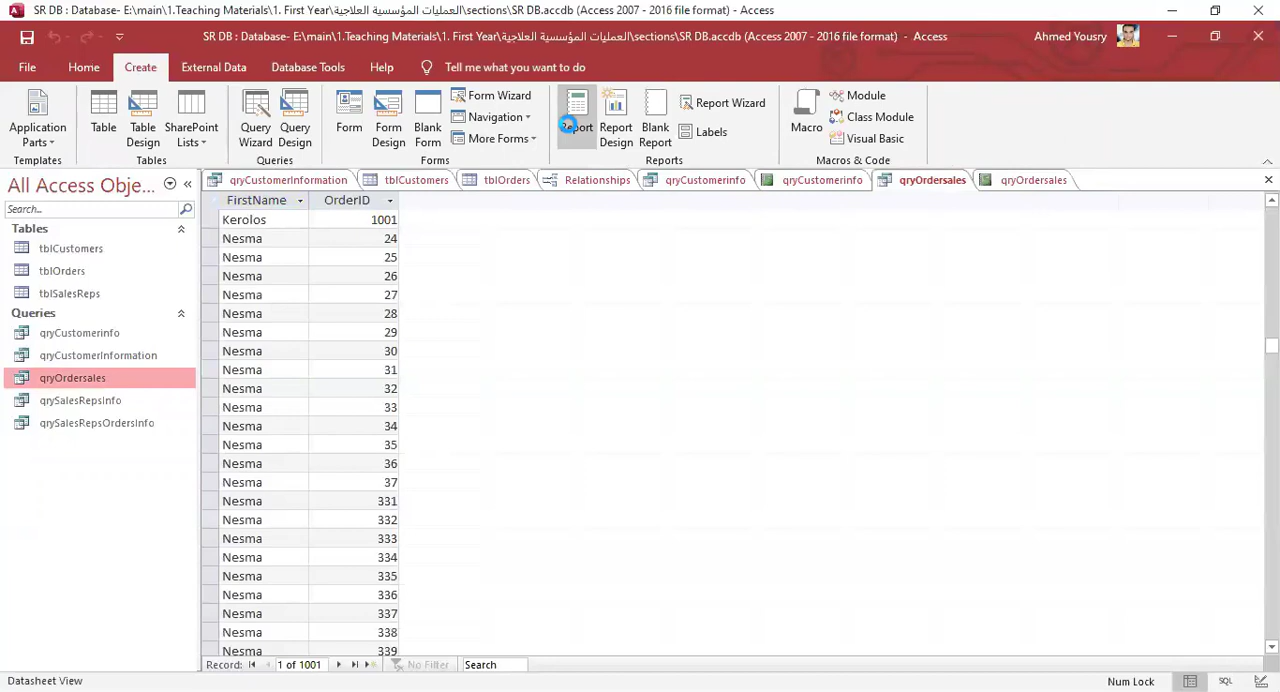 SR DB : Database- E:\main\1.Teaching Materials\1. First Year\العمليات المؤسسية العلاجية\sections\SR DB.accdb (Access 2007 - 2016 file format) - Access
SR DB : Database- E:\main\1.Teaching Materials\1. First Year\العمليات المؤسسية العلاجية\sections\SR DB.accdb (Access 2007 - 2016 file format) - Access
Ahmed Yousry
File Home Create External Data Database Tools Help Tell me what you want to do
Application Parts
Templates
Table
Table Design
SharePoint Lists
Tables
Query Wizard
Query Design
Queries
Form
Form Design
Blank Form
Form Wizard
Navigation
More Forms
Forms
Report
Report Design
Blank Report
Report Wizard
Labels
Reports
Macro
Module
Class Module
Visual Basic
Macros & Code
All Access Obje...
Search...
Tables
tblCustomers
tblOrders
tblSalesReps
Queries
qryCustomerinfo
qryCustomerInformation
qryOrdersales
qrySalesRepsInfo
qrySalesRepsOrdersInfo
qryCustomerInformation tblCustomers tblOrders Relationships qryCustomerinfo qryCustomerinfo qryOrdersales qryOrdersales
FirstName OrderID
Kerolos 1001
Nesma 24
Nesma 25
Nesma 26
Nesma 27
Nesma 28
Nesma 29
Nesma 30
Nesma 31
Nesma 32
Nesma 33
Nesma 34
Nesma 35
Nesma 36
Nesma 37
Nesma 331
Nesma 332
Nesma 333
Nesma 334
Nesma 335
Nesma 336
Nesma 337
Nesma 338
Nesma 339
Record: 1 of 1001 No Filter Search
Datasheet View
Num Lock
SQL